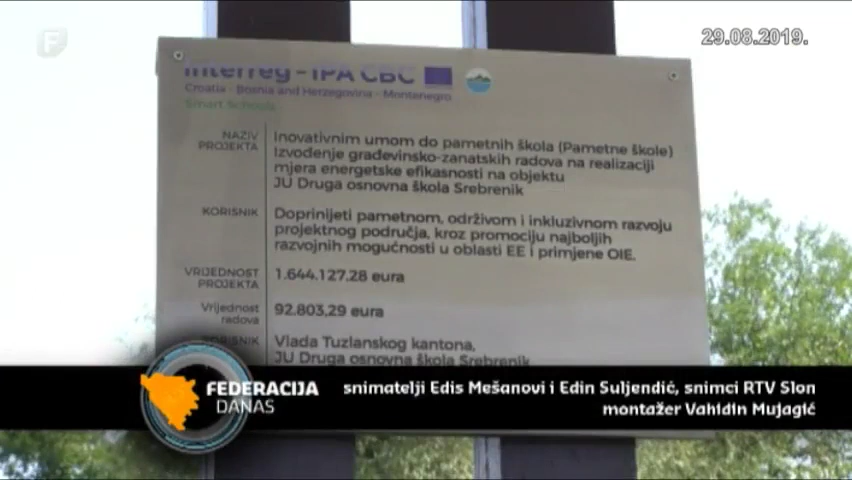 F
29.08.2019.
Interreg - IPA CBC
Croatia - Bosnia and Herzegovina - Montenegro
Smart Schools
NAZIV PROJEKTA
Inovativnim umom do pametnih škola (Pametne škole)
Izvođenje građevinsko-zanatskih radova na realizaciji
mjera energetske efikasnosti na objektu
JU Druga osnovna škola Srebrenik
KORISNIK
Doprinijeti pametnom, održivom i inkluzivnom razvoju
projektnog područja, kroz promociju najboljih
razvojnih mogućnosti u oblasti EE i primjene OIE.
VRIJEDNOST PROJEKTA
1.644.127.28 eura
Vrijednost radova
92.803,29 eura
KORISNIK
Vlada Tuzlanskog kantona,
JU Druga osnovna škola Srebrenik
FEDERACIJA
DANAS
snimatelji Edis Mešanovi i Edin Suljendić, snimci RTV Slon
montažer Vahidin Mujagić